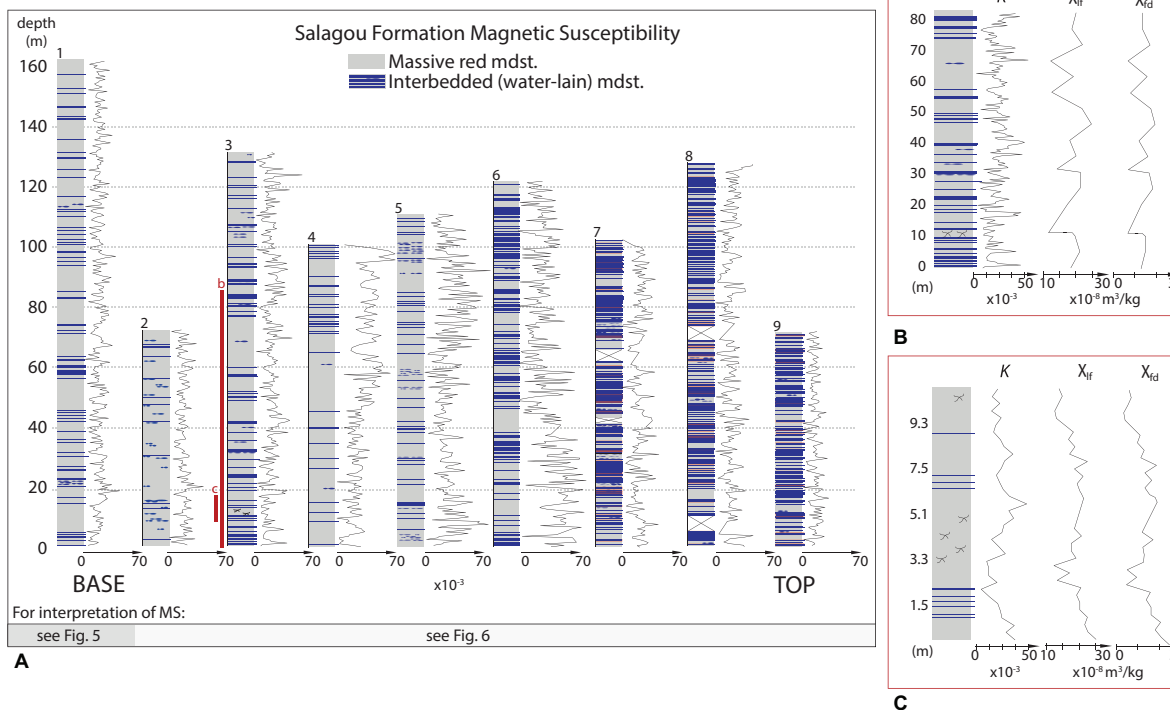 depth
(m)
Salagou Formation Magnetic Susceptibility
Massive red mdst.
Interbedded (water-lain) mdst.
1
2
3
4
5
6
7
8
9
160
140
120
100
80
60
40
20
0
b
c
0 70 0 70 0 70 0 70 0 70 0 70 0 70 0 70 0 70
BASE
x10-3
TOP
For interpretation of MS:
see Fig. 5
see Fig. 6
A
χlf
χfd
80
70
60
50
40
30
20
10
0
0 50 10 30 0
x10-3
x10-8 m3/kg
B
K χlf χfd
9.3
7.5
5.1
3.3
1.5
(m)
0 50 10 30 0
x10-3
x10-8 m3/kg
C